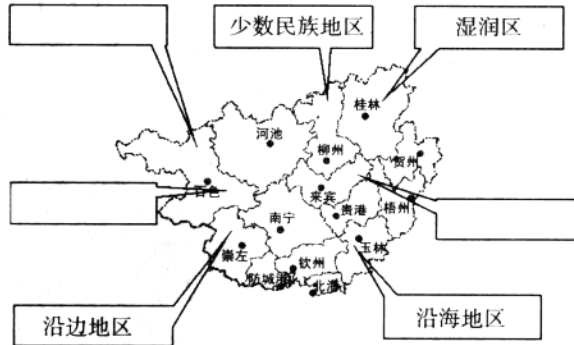 少数民族地区
湿润区
桂林
河池
柳州
贺州
百色
来宾
贵港
梧州
南宁
玉林
崇左
钦州
防城港
北海
沿边地区
沿海地区